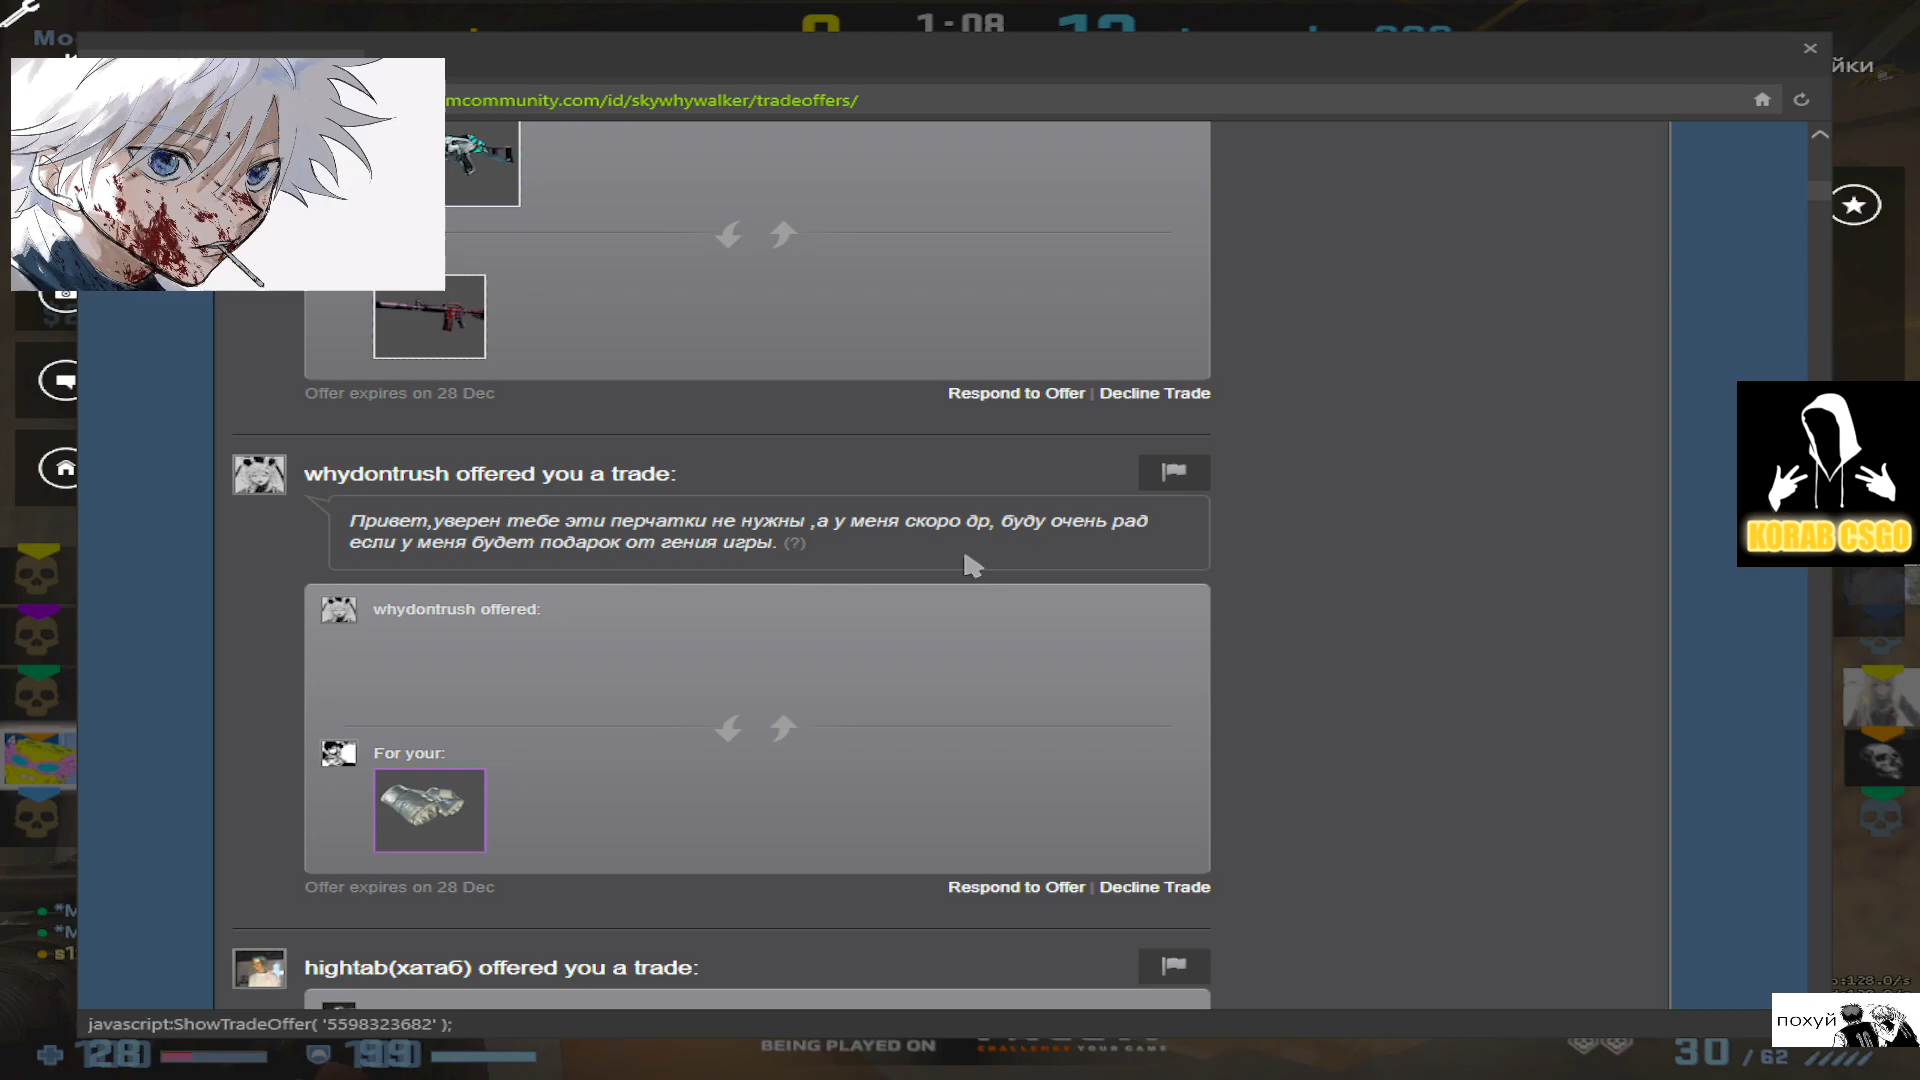 1-08
йки
mcommunity.com/id/skywhywalker/tradeoffers/
Offer expires on 28 Dec
Respond to Offer | Decline Trade
whydontrush offered you a trade:
Привет,уверен тебе эти перчатки не нужны ,а у меня скоро др, буду очень рад
если у меня будет подарок от гения игры. (?)
KORAB CSGO
whydontrush offered:
For your:
Offer expires on 28 Dec
Respond to Offer | Decline Trade
hightab(хатаб) offered you a trade:
javascript:ShowTradeOffer( '5598323682' );
похуй
BEING PLAYED ON
CHALLENGE YOUR GAME
30 / 62